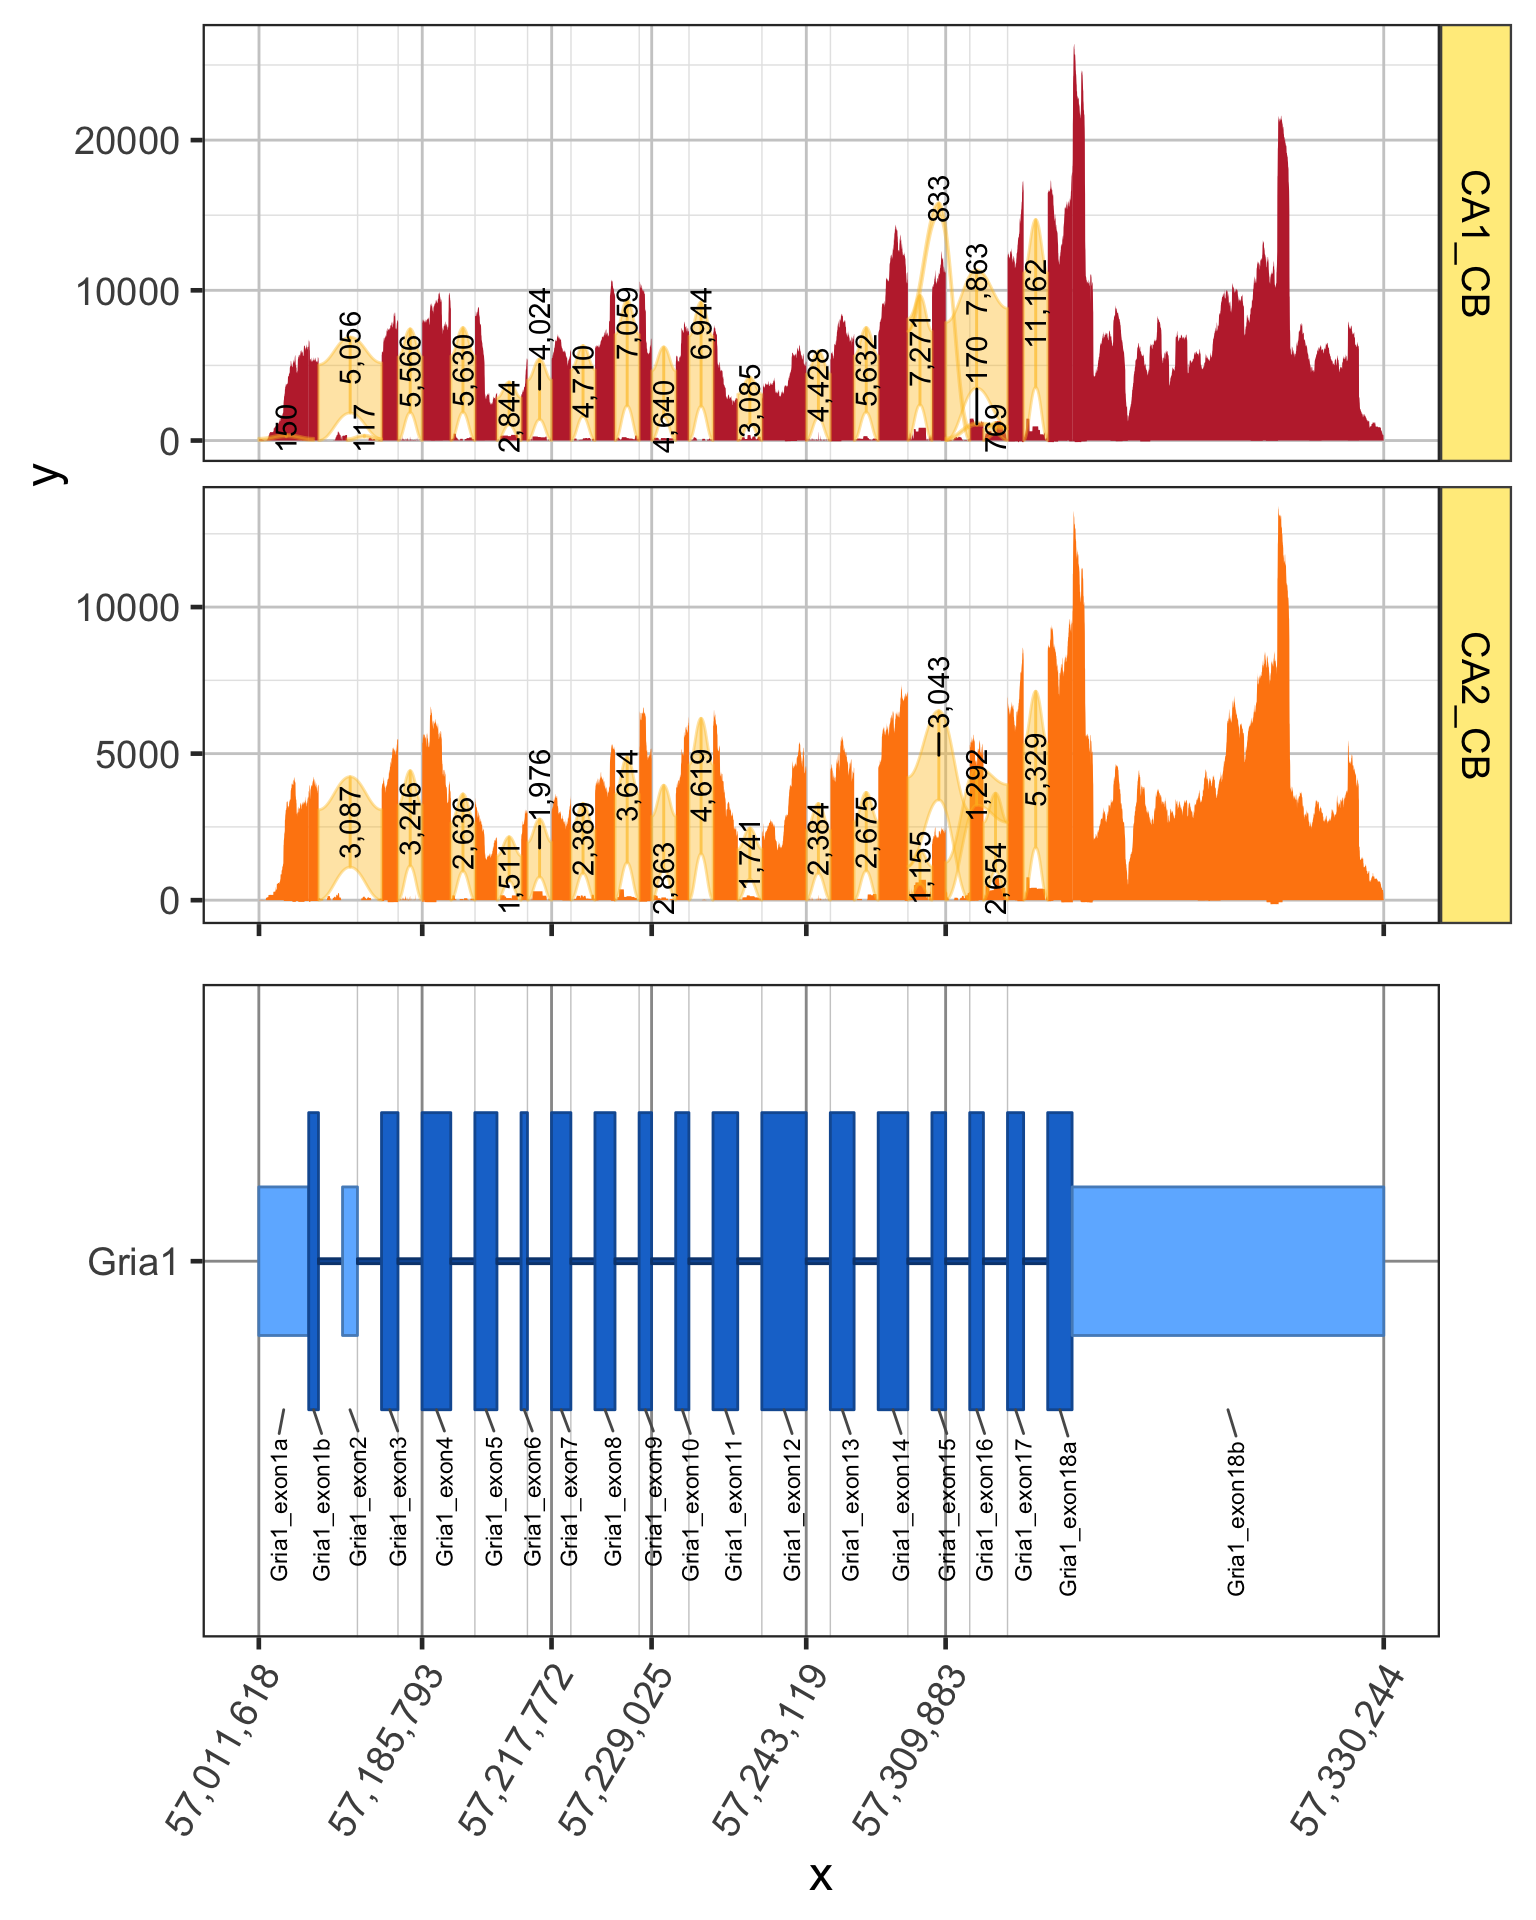 20000
10000
0
y
150
5,056
117
5,566
5,630
2,844
4,024
4,710
7,059
4,640
6,944
3,085
4,428
5,632
7,271
833
170
7,863
769
11,162
CA1_CB
10000
5000
0
3,087
3,246
2,636
1,511
1,976
2,389
3,614
2,863
4,619
1,741
2,384
2,675
1,155
3,043
1,292
2,654
5,329
CA2_CB
Gria1
Gria1_exon1a
Gria1_exon1b
Gria1_exon2
Gria1_exon3
Gria1_exon4
Gria1_exon5
Gria1_exon6
Gria1_exon7
Gria1_exon8
Gria1_exon9
Gria1_exon10
Gria1_exon11
Gria1_exon12
Gria1_exon13
Gria1_exon14
Gria1_exon15
Gria1_exon16
Gria1_exon17
Gria1_exon18a
Gria1_exon18b
57,011,618
57,185,793
57,217,772
57,229,025
57,243,119
57,309,883
57,330,244
x